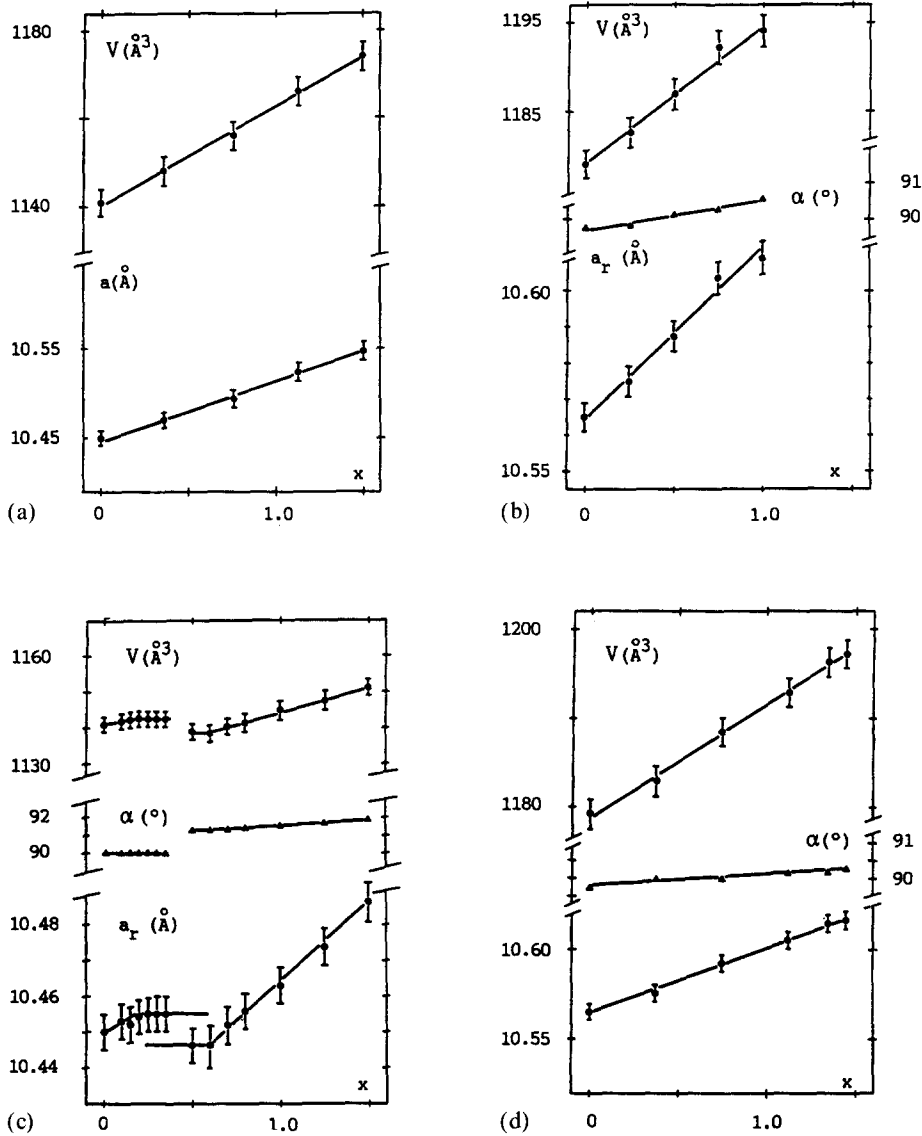 1180
V(Å³)
1140
a(Å)
10.55
10.45
x
(a)
0 1.0
1195
V(Å³)
1185
91
α(°)
90
a_r (Å)
10.60
10.55
x
(b)
0 1.0
1160
V(Å³)
1130
92
α(°)
90
a_r (Å)
10.48
10.46
10.44
x
(c)
0 1.0
1200
V(Å³)
1180
91
α(°)
90
10.60
10.55
x
(d)
0 1.0